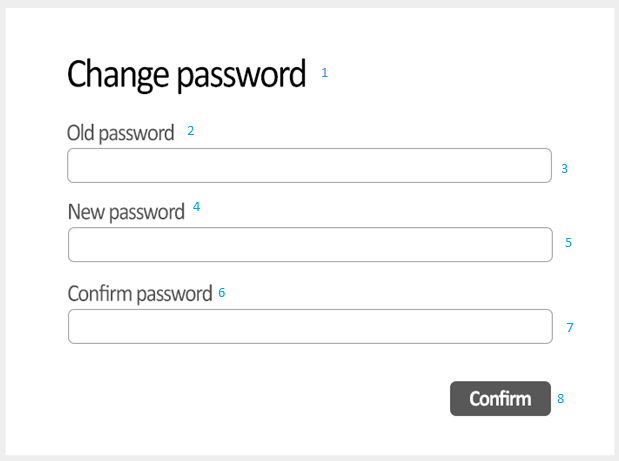 Change password 1
Old password 2
3
New password 4
5
Confirm password 6
7
Confirm 8